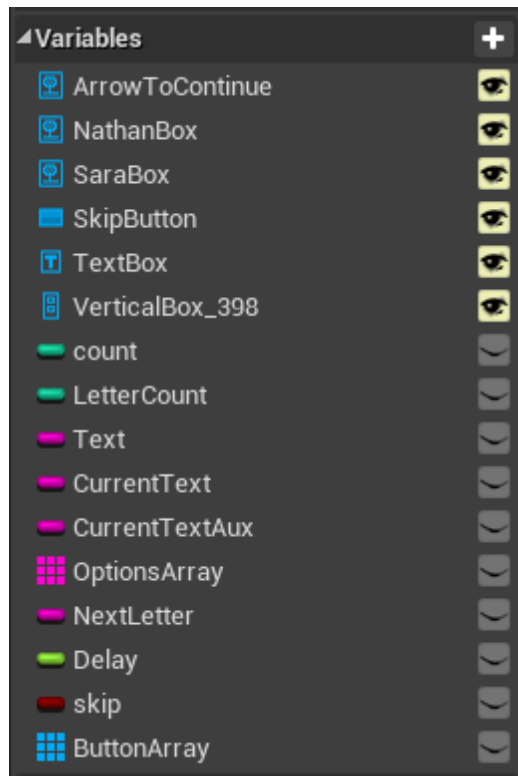 Variables
ArrowToContinue
NathanBox
SaraBox
SkipButton
TextBox
VerticalBox_398
count
LetterCount
Text
CurrentText
CurrentTextAux
OptionsArray
NextLetter
Delay
skip
ButtonArray